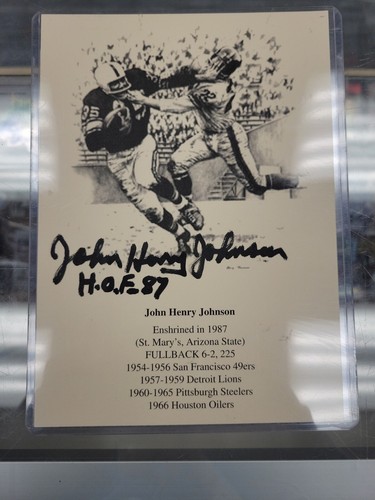 35
John Henry Johnson
H.O.F. 87
John Henry Johnson
Enshrined in 1987
(St. Mary's, Arizona State)
FULLBACK 6-2, 225
1954-1956 San Francisco 49ers
1957-1959 Detroit Lions
1960-1965 Pittsburgh Steelers
1966 Houston Oilers